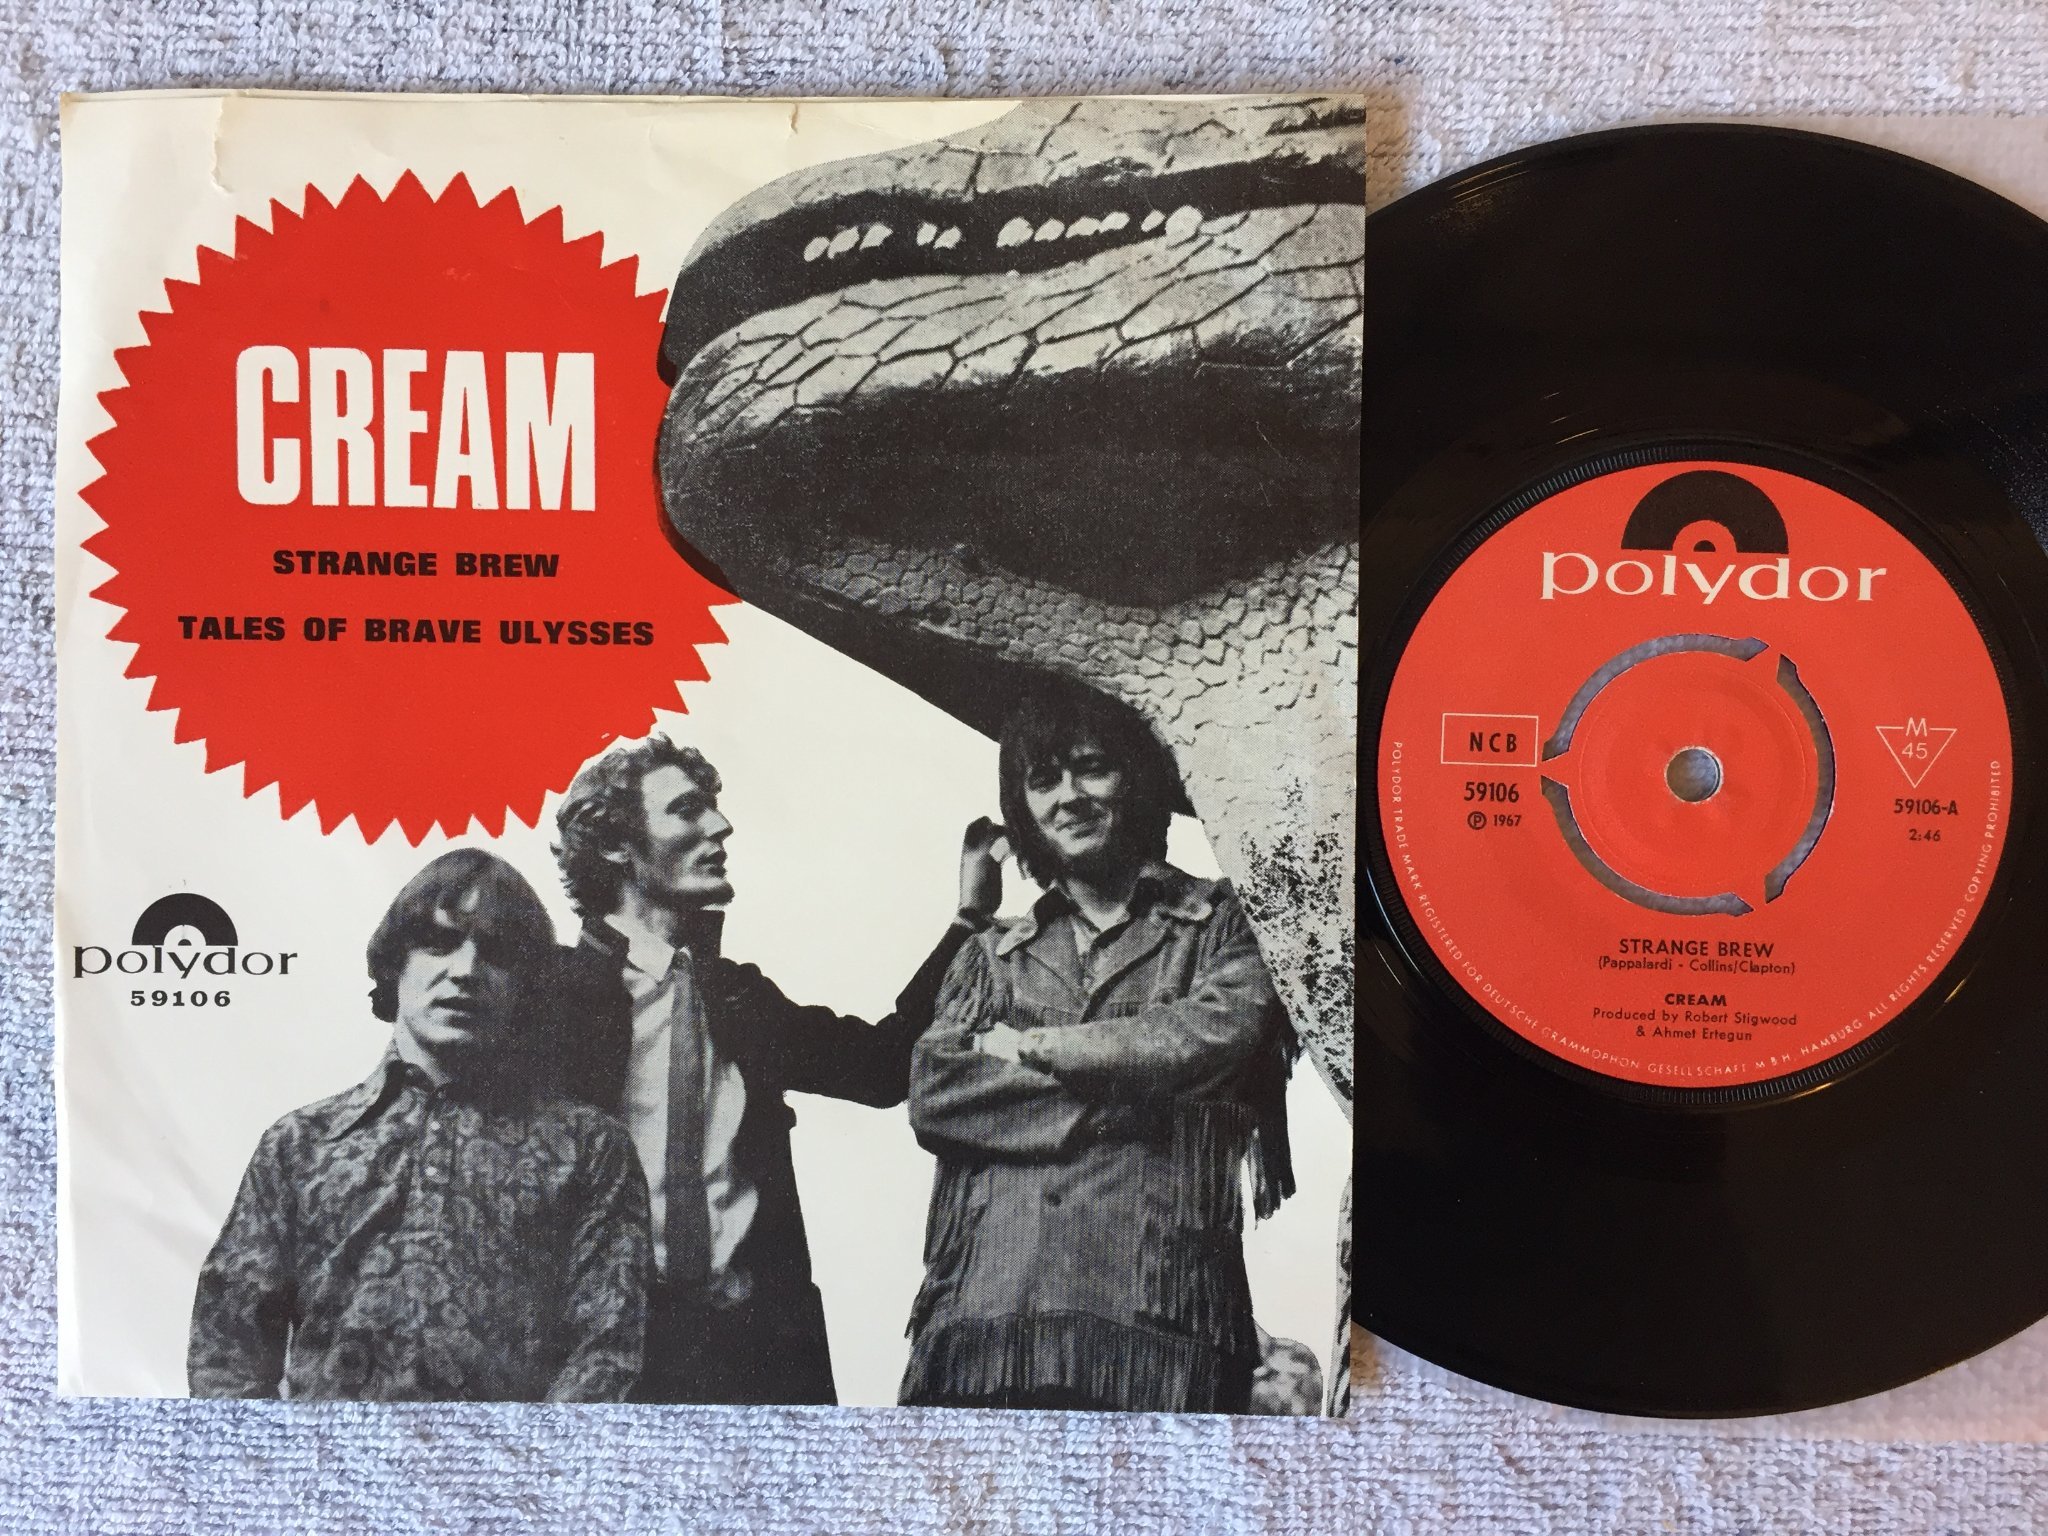 CREAM
STRANGE BREW
TALES OF BRAVE ULYSSES
polydor
59106
polydor
NCB
59106
℗ 1967
M
45
59106-A
2:46
STRANGE BREW
(Pappalardi - Collins/Clapton)
CREAM
Produced by Robert Stigwood
& Ahmet Ertegun
POLYDOR TRADE MARK REGISTERED FOR DEUTSCHE GRAMMOPHON GESELLSCHAFT M B H. HAMBURG ALL RIGHTS RESERVED COPYING PROHIBITED